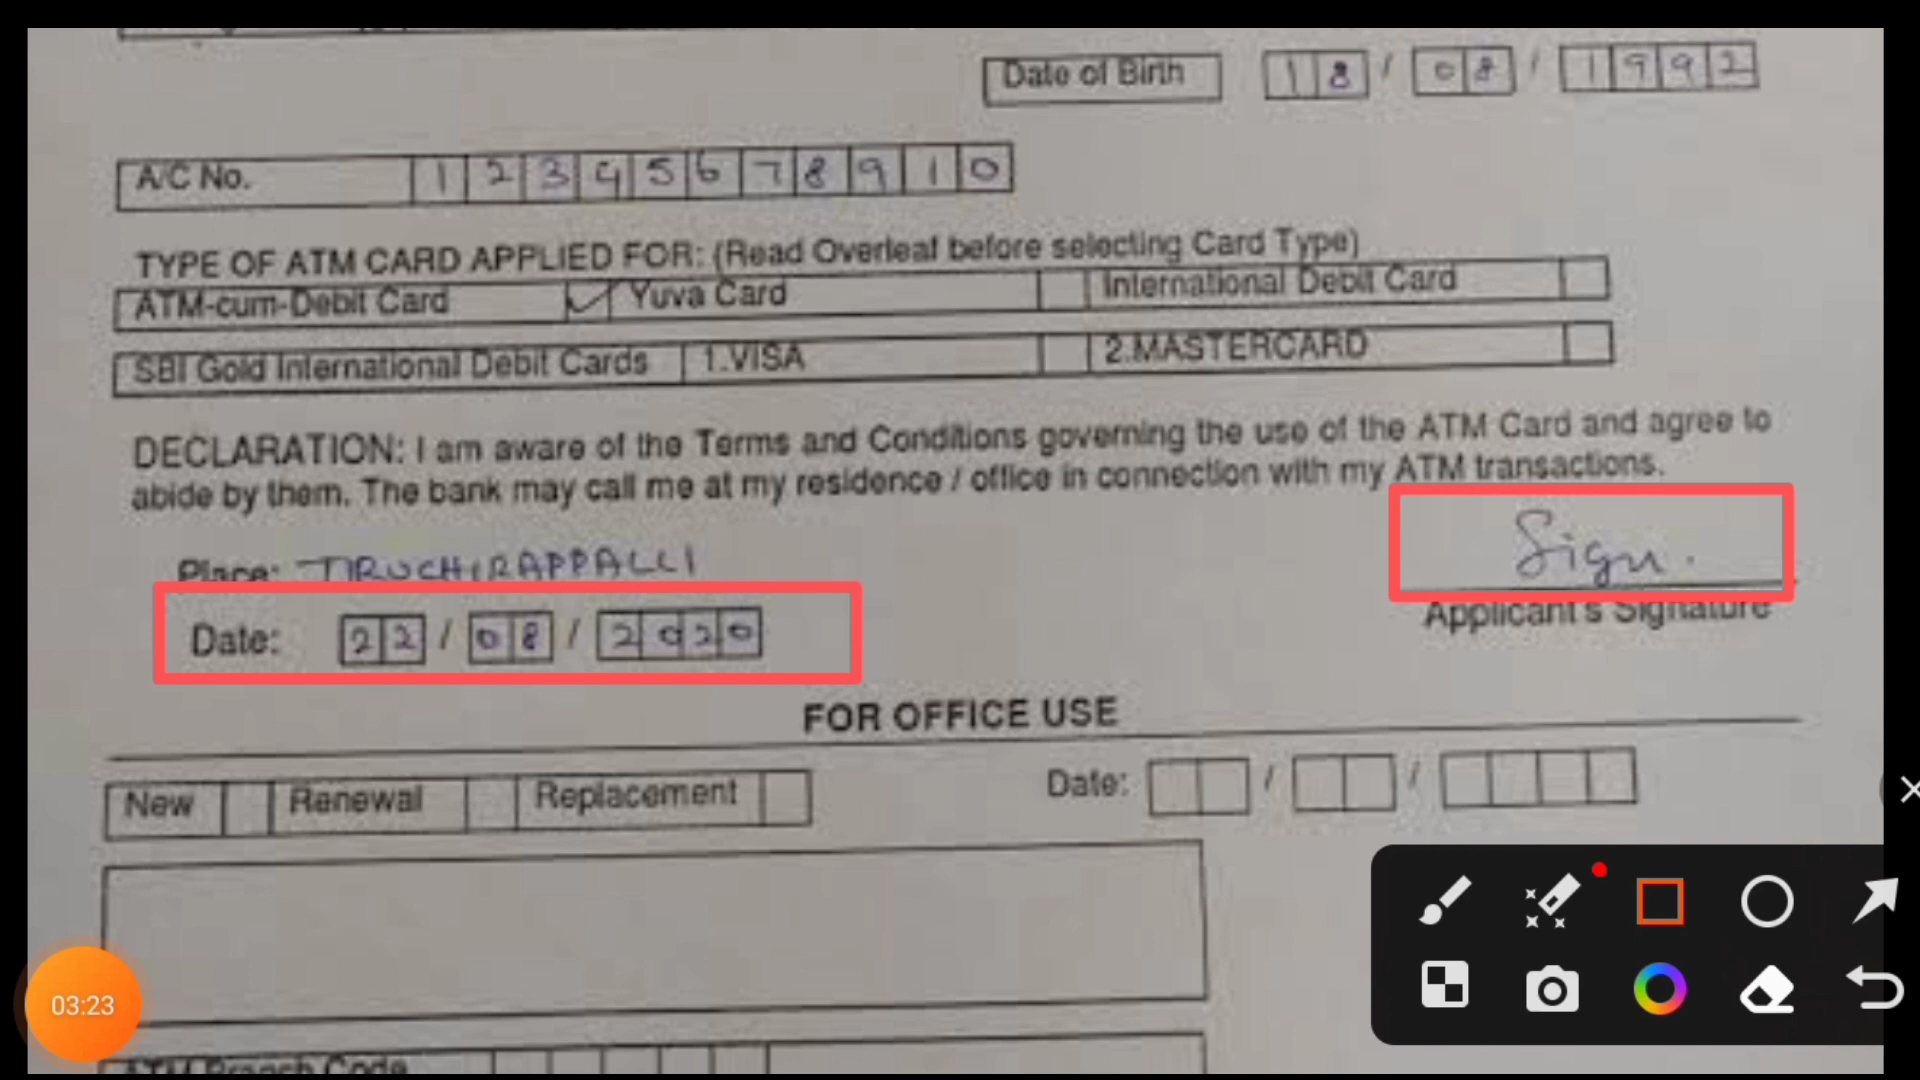 Date of Birth 18 / 08 / 1992
A/C No. 12345678910
TYPE OF ATM CARD APPLIED FOR: (Read Overleaf before selecting Card Type)
ATM-cum-Debit Card ✓ Yuva Card International Debit Card
SBI Gold International Debit Cards 1.VISA 2.MASTERCARD
DECLARATION: I am aware of the Terms and Conditions governing the use of the ATM Card and agree to
abide by them. The bank may call me at my residence / office in connection with my ATM transactions.
Sign.
Place: TIRUCHIRAPPALLI
Applicant's Signature
Date: 22 / 08 / 2020
FOR OFFICE USE
New Renewal Replacement Date: / /
03:23
ATM Branch Code